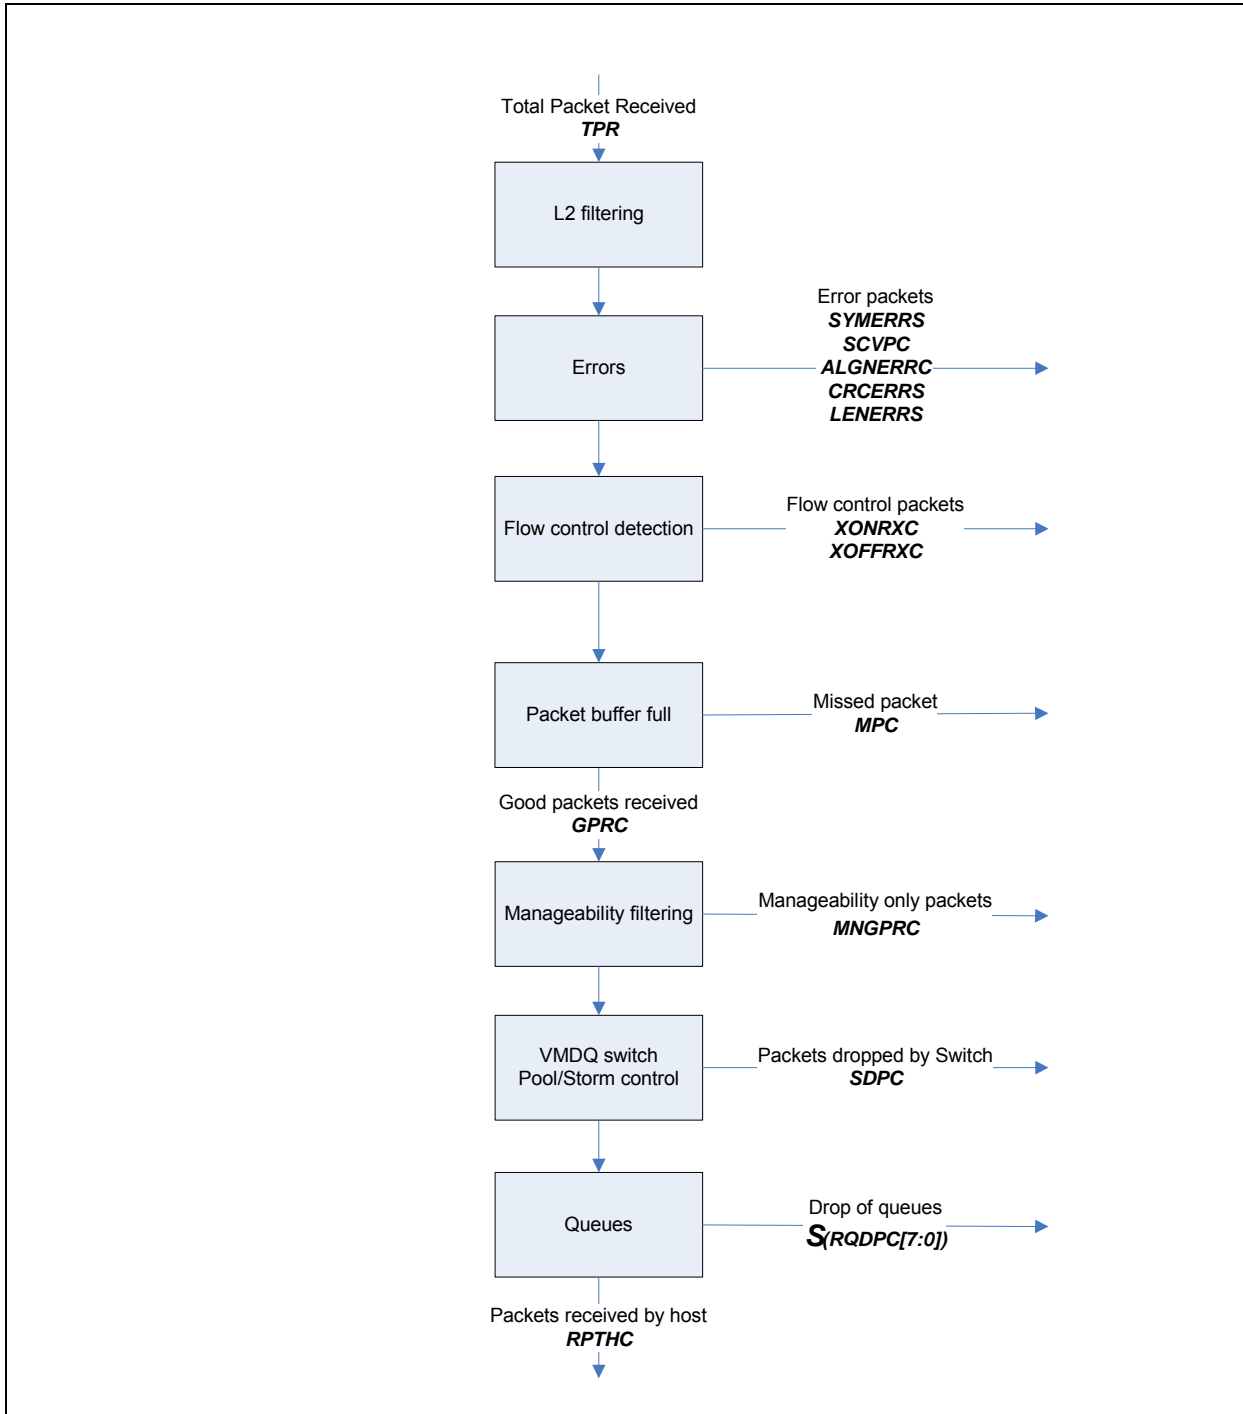 Total Packet Received
TPR
L2 filtering
Error packets
SYMERRS
SCVPC
Errors
ALGNERRC
CRCERRS
LENERRS
Flow control packets
Flow control detection
XONRXC
XOFFRXC
Missed packet
Packet buffer full
MPC
Good packets received
GPRC
Manageability only packets
Manageability filtering
MNGPRC
VMDQ switch
Pool/Storm control
Packets dropped by Switch
SDPC
Drop of queues
Queues
S(RQDPC[7:0])
Packets received by host
RPTHC